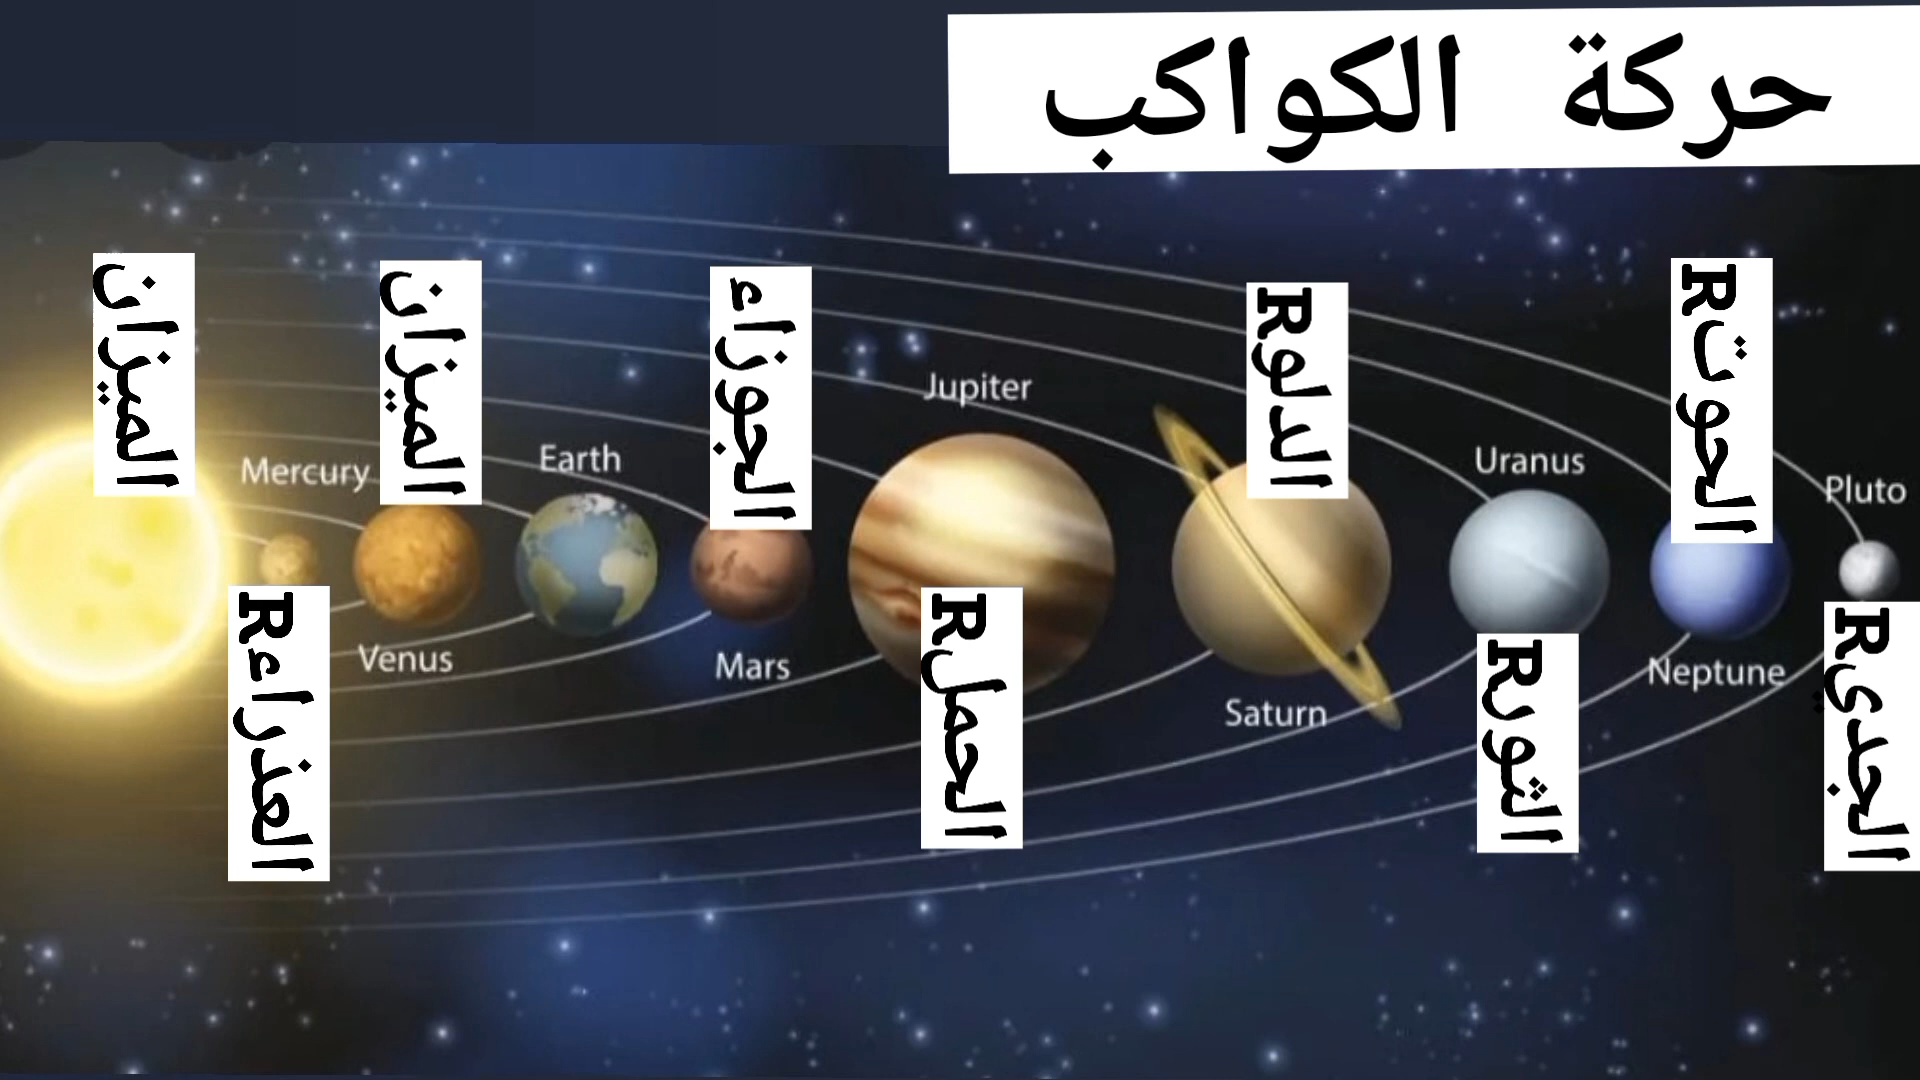 حركة الكواكب
الميزان
الميزان
الجوزاء
الدلوR
الحوتR
Jupiter
Mercury
Earth
Uranus
Pluto
Venus
Mars
Saturn
Neptune
العذراءR
الحملR
الثورR
الجديR